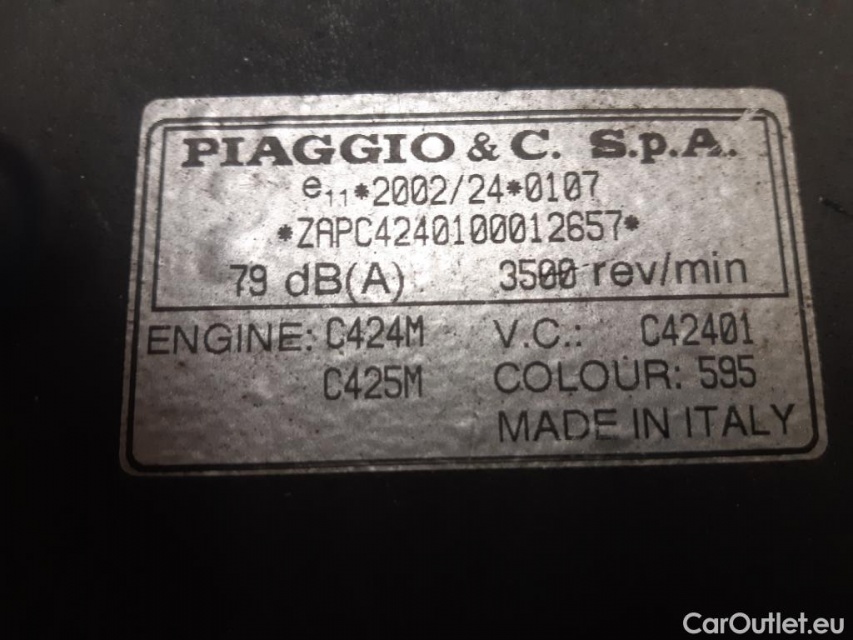 PIAGGIO & C. S.p.A.
e11*2002/24*0107
*ZAPC4240100012657*
79 dB(A) 3500 rev/min
ENGINE: C424M V.C.: C42401
C425M COLOUR: 595
MADE IN ITALY
CarOutlet.eu